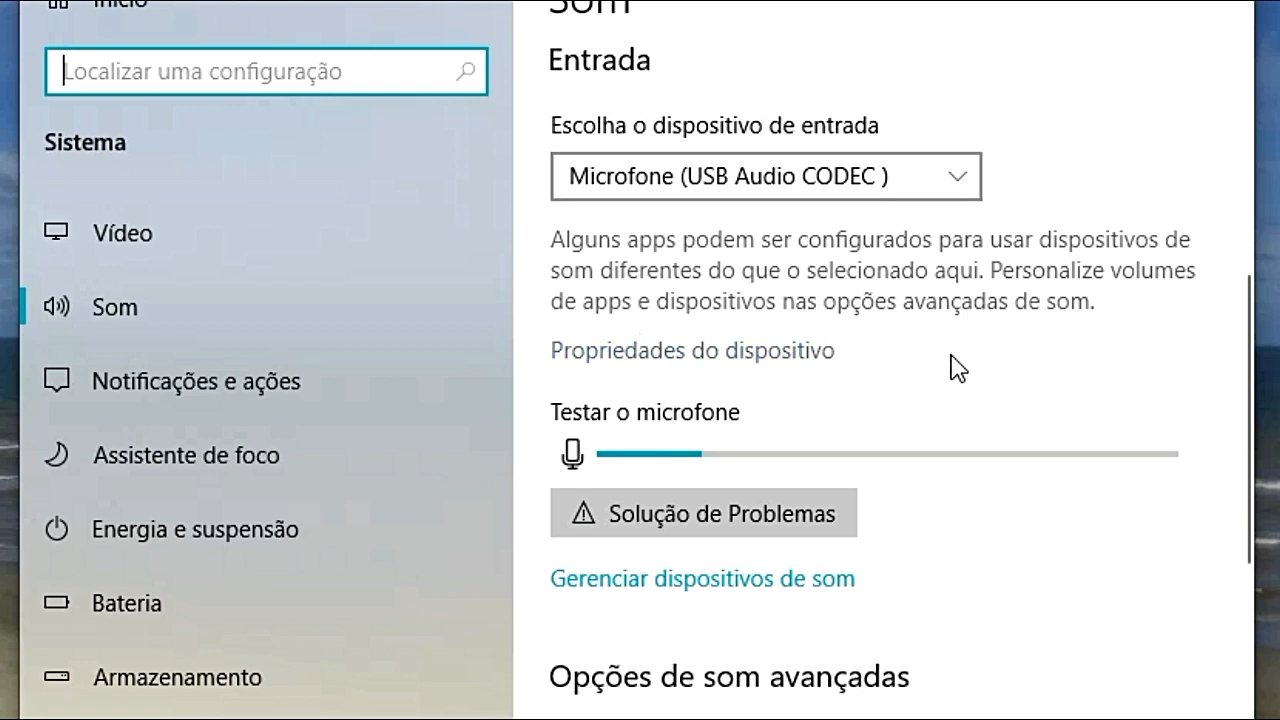 Início
Localizar uma configuração
Sistema
Vídeo
Som
Notificações e ações
Assistente de foco
Energia e suspensão
Bateria
Armazenamento
Som
Entrada
Escolha o dispositivo de entrada
Microfone (USB Audio CODEC )
Alguns apps podem ser configurados para usar dispositivos de
som diferentes do que o selecionado aqui. Personalize volumes
de apps e dispositivos nas opções avançadas de som.
Propriedades do dispositivo
Testar o microfone
Solução de Problemas
Gerenciar dispositivos de som
Opções de som avançadas